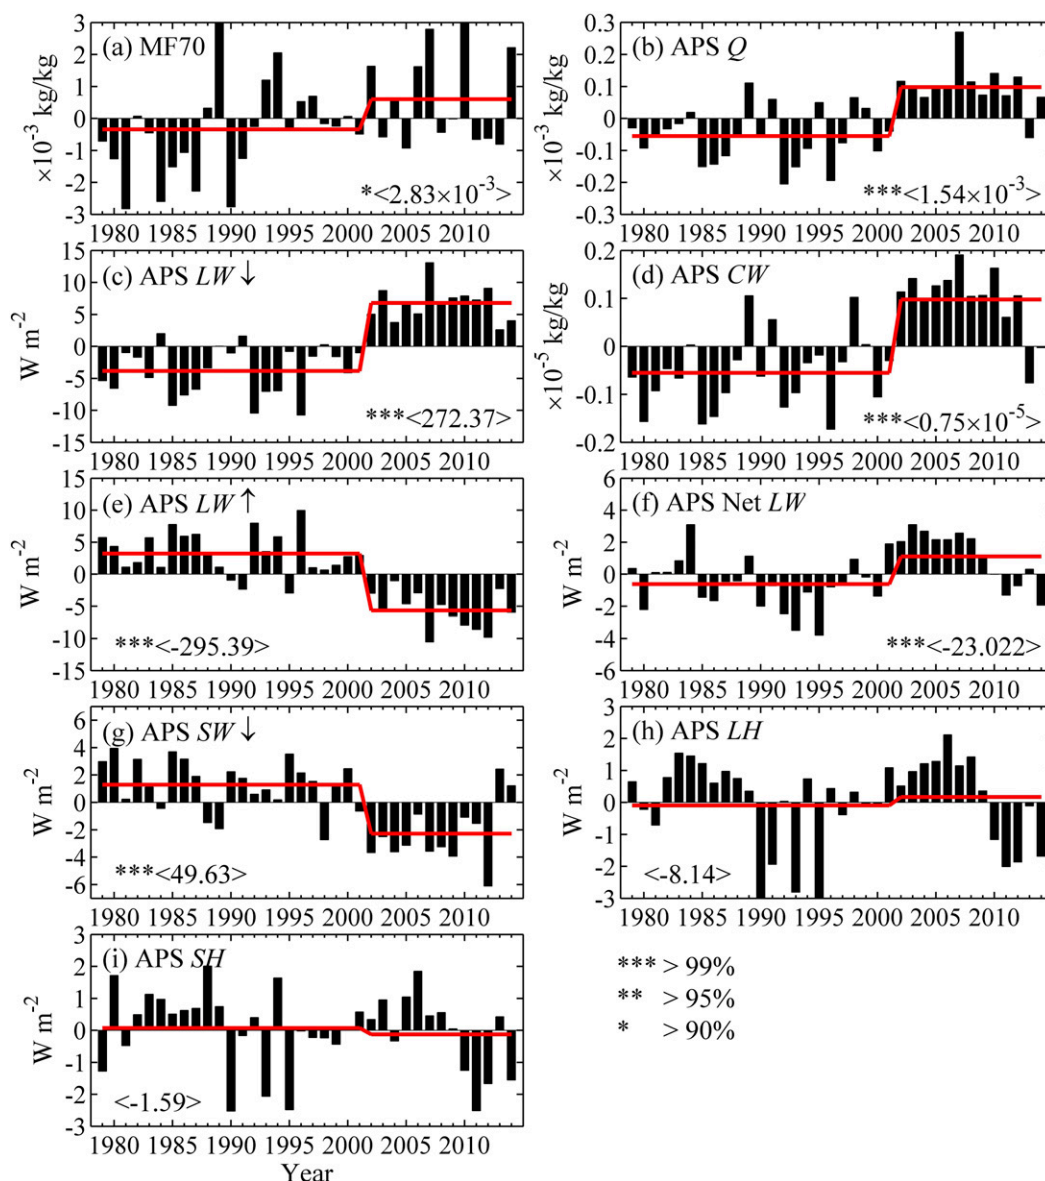 (a) MF70
×10⁻³ kg/kg
3
2
1
0
-1
-2
-3
*<2.83×10⁻³>
1980 1985 1990 1995 2000 2005 2010
(b) APS Q
×10⁻³ kg/kg
0.3
0.2
0.1
0
-0.1
-0.2
-0.3
***<1.54×10⁻³>
1980 1985 1990 1995 2000 2005 2010
(c) APS LW ↓
W m⁻²
15
10
5
0
-5
-10
-15
***<272.37>
1980 1985 1990 1995 2000 2005 2010
(d) APS CW
×10⁻⁵ kg/kg
0.2
0.1
0
-0.1
-0.2
***<0.75×10⁻⁵>
1980 1985 1990 1995 2000 2005 2010
(e) APS LW ↑
W m⁻²
15
10
5
0
-5
-10
-15
***<-295.39>
1980 1985 1990 1995 2000 2005 2010
(f) APS Net LW
W m⁻²
6
4
2
0
-2
-4
-6
***<-23.022>
1980 1985 1990 1995 2000 2005 2010
(g) APS SW ↓
W m⁻²
6
4
2
0
-2
-4
-6
***<49.63>
1980 1985 1990 1995 2000 2005 2010
(h) APS LH
W m⁻²
3
2
1
0
-1
-2
-3
<-8.14>
1980 1985 1990 1995 2000 2005 2010
(i) APS SH
W m⁻²
3
2
1
0
-1
-2
-3
<-1.59>
1980 1985 1990 1995 2000 2005 2010
Year
*** > 99%
** > 95%
* > 90%